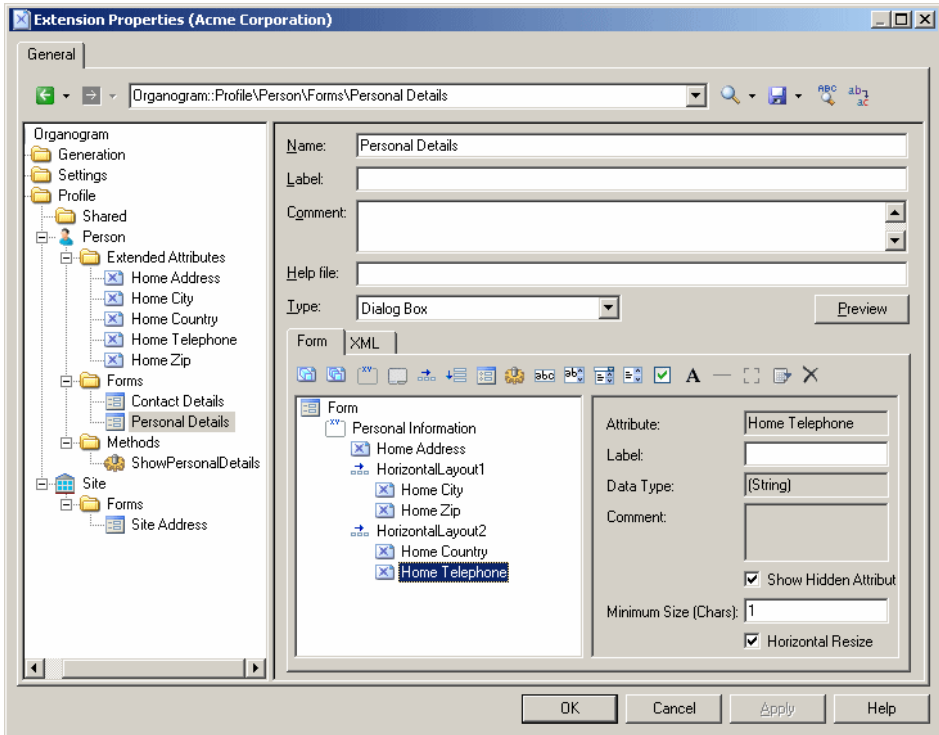 Extension Properties (Acme Corporation)
General
Organogram::Profile\Person\Forms\Personal Details
Organogram
Generation
Settings
Profile
Shared
Person
Extended Attributes
Home Address
Home City
Home Country
Home Telephone
Home Zip
Forms
Contact Details
Personal Details
Methods
ShowPersonalDetails
Site
Forms
Site Address
Name: Personal Details
Label:
Comment:
Help file:
Type: Dialog Box Preview
Form XML
Form
Personal Information
Home Address
HorizontalLayout1
Home City
Home Zip
HorizontalLayout2
Home Country
Home Telephone
Attribute: Home Telephone
Label:
Data Type: (String)
Comment:
Show Hidden Attribut
Minimum Size (Chars): 1
Horizontal Resize
OK Cancel Apply Help